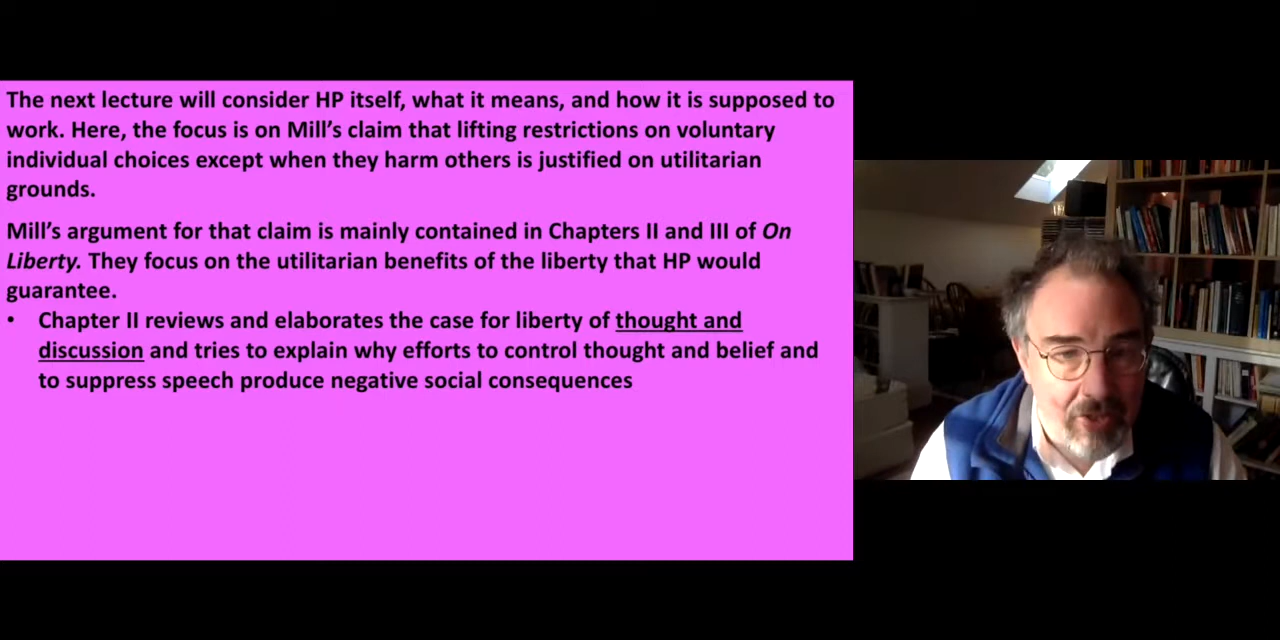 The next lecture will consider HP itself, what it means, and how it is supposed to
work. Here, the focus is on Mill's claim that lifting restrictions on voluntary
individual choices except when they harm others is justified on utilitarian
grounds.
Mill's argument for that claim is mainly contained in Chapters II and III of On
Liberty. They focus on the utilitarian benefits of the liberty that HP would
guarantee.
• Chapter II reviews and elaborates the case for liberty of thought and
discussion and tries to explain why efforts to control thought and belief and
to suppress speech produce negative social consequences